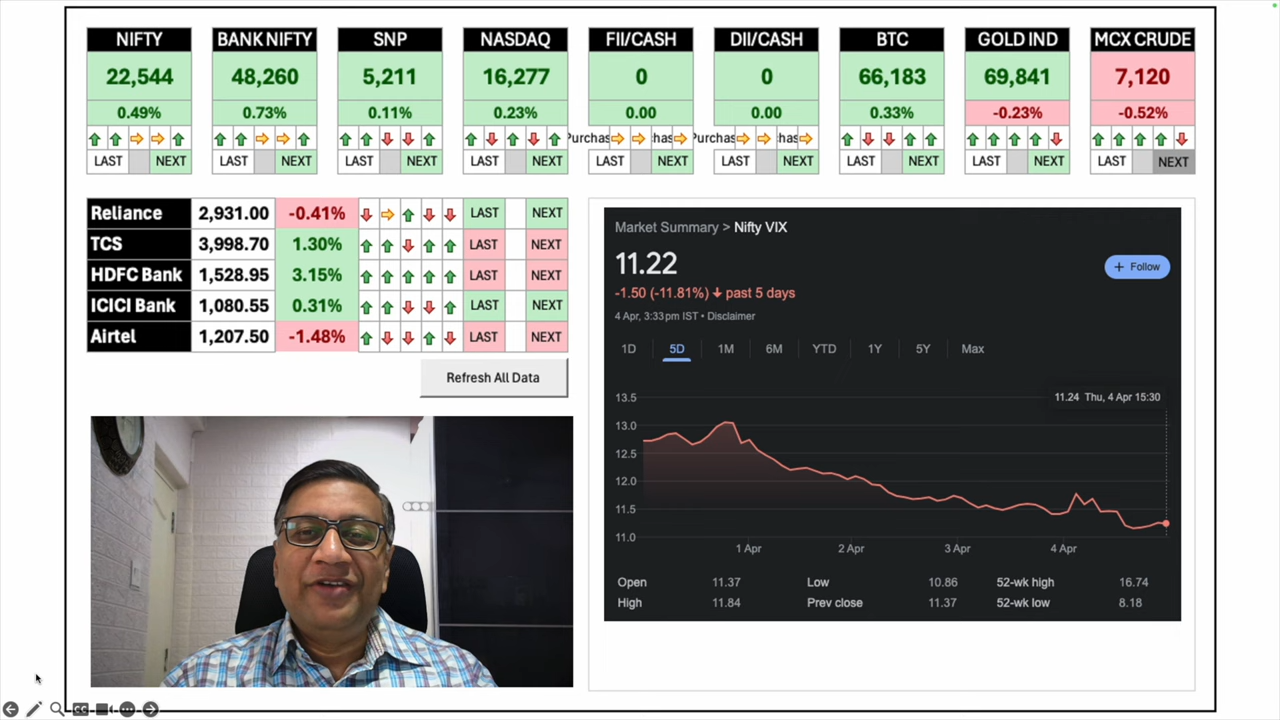 NIFTY BANK NIFTY SNP NASDAQ FII/CASH DII/CASH BTC GOLD IND MCX CRUDE
22,544 48,260 5,211 16,277 0 0 66,183 69,841 7,120
0.49% 0.73% 0.11% 0.23% 0.00 0.00 0.33% -0.23% -0.52%
Purchas has Purchas has
LAST NEXT LAST NEXT LAST NEXT LAST NEXT LAST NEXT LAST NEXT LAST NEXT LAST NEXT LAST NEXT
Reliance 2,931.00 -0.41% LAST NEXT
TCS 3,998.70 1.30% LAST NEXT
HDFC Bank 1,528.95 3.15% LAST NEXT
ICICI Bank 1,080.55 0.31% LAST NEXT
Airtel 1,207.50 -1.48% LAST NEXT
Refresh All Data
Market Summary > Nifty VIX
11.22
+ Follow
-1.50 (-11.81%) past 5 days
4 Apr, 3:33 pm IST • Disclaimer
1D 5D 1M 6M YTD 1Y 5Y Max
11.24 Thu, 4 Apr 15:30
13.5
13.0
12.5
12.0
11.5
11.0
1 Apr 2 Apr 3 Apr 4 Apr
Open 11.37 Low 10.86 52-wk high 16.74
High 11.84 Prev close 11.37 52-wk low 8.18
CC